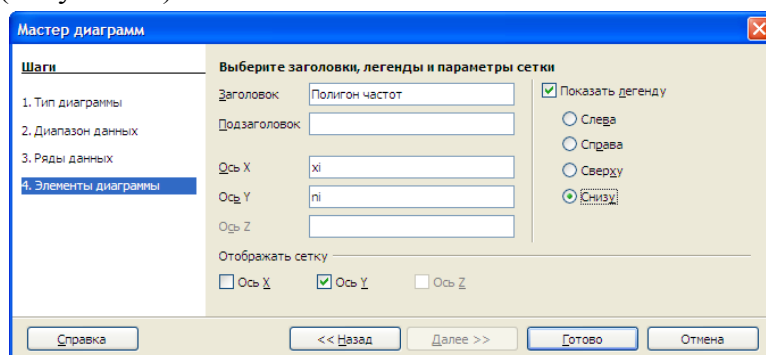 Мастер диаграмм
Шаги
1. Тип диаграммы
2. Диапазон данных
3. Ряды данных
4. Элементы диаграммы
Выберите заголовки, легенды и параметры сетки
Заголовок Полигон частот
Подзаголовок
Ось X xi
Ось Y ni
Ось Z
Показать легенду
Слева
Справа
Сверху
Снизу
Отображать сетку
Ось X Ось Y Ось Z
Справка << Назад Далее >> Готово Отмена